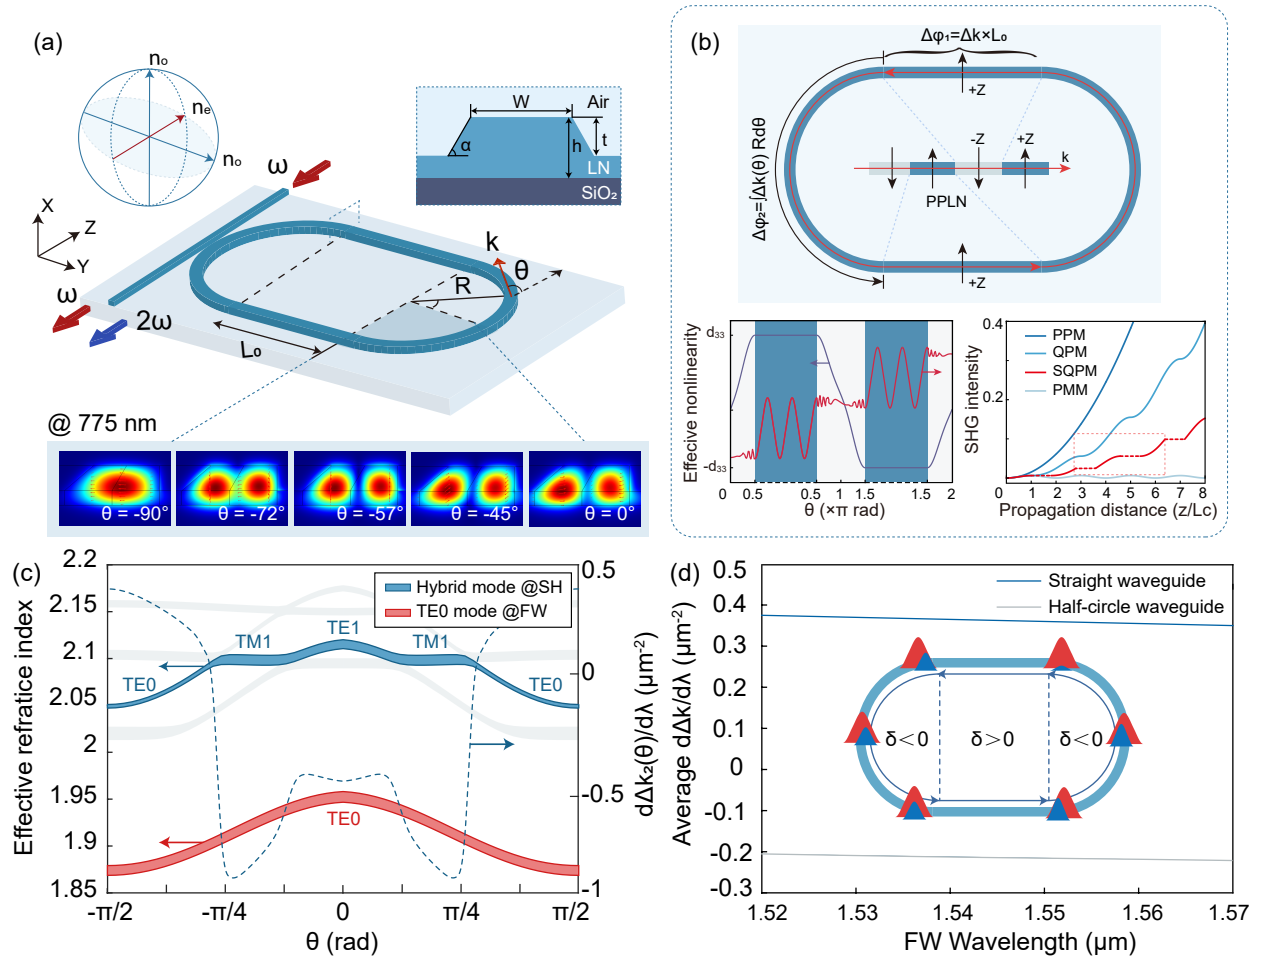 (a)
nₒ
nₑ
nₒ
X
Z
Y
ω
ω
2ω
L₀
k
θ
R
W
Air
α
h
t
LN
SiO₂
@ 775 nm
θ = -90°
θ = -72°
θ = -57°
θ = -45°
θ = 0°
(b)
Δφ₁=Δk×L₀
+Z
Δφ₂=∫Δk(θ) Rdθ
-Z
+Z
k
PPLN
+Z
Effecive nonlinearity
d₃₃
-d₃₃
0
0.5
0.5
1
1.5
1.5
2
θ (×π rad)
SHG intensity
0.4
0.2
PPM
QPM
SQPM
PMM
0
1
2
3
4
5
6
7
8
Propagation distance (z/Lc)
(c)
Effective refratice index
2.2
2.15
2.1
2.05
2
1.95
1.9
1.85
Hybrid mode @SH
TE0 mode @FW
TE0
TM1
TE1
TM1
TE0
TE0
0.5
0
-0.5
-1
dΔk₂(θ)/dλ (μm⁻²)
-π/2
-π/4
0
π/4
π/2
θ (rad)
(d)
Average dΔk/dλ (μm⁻²)
0.5
0.4
0.3
0.2
0.1
0
-0.1
-0.2
-0.3
Straight waveguide
Half-circle waveguide
δ<0
δ>0
δ<0
1.52
1.53
1.54
1.55
1.56
1.57
FW Wavelength (μm)